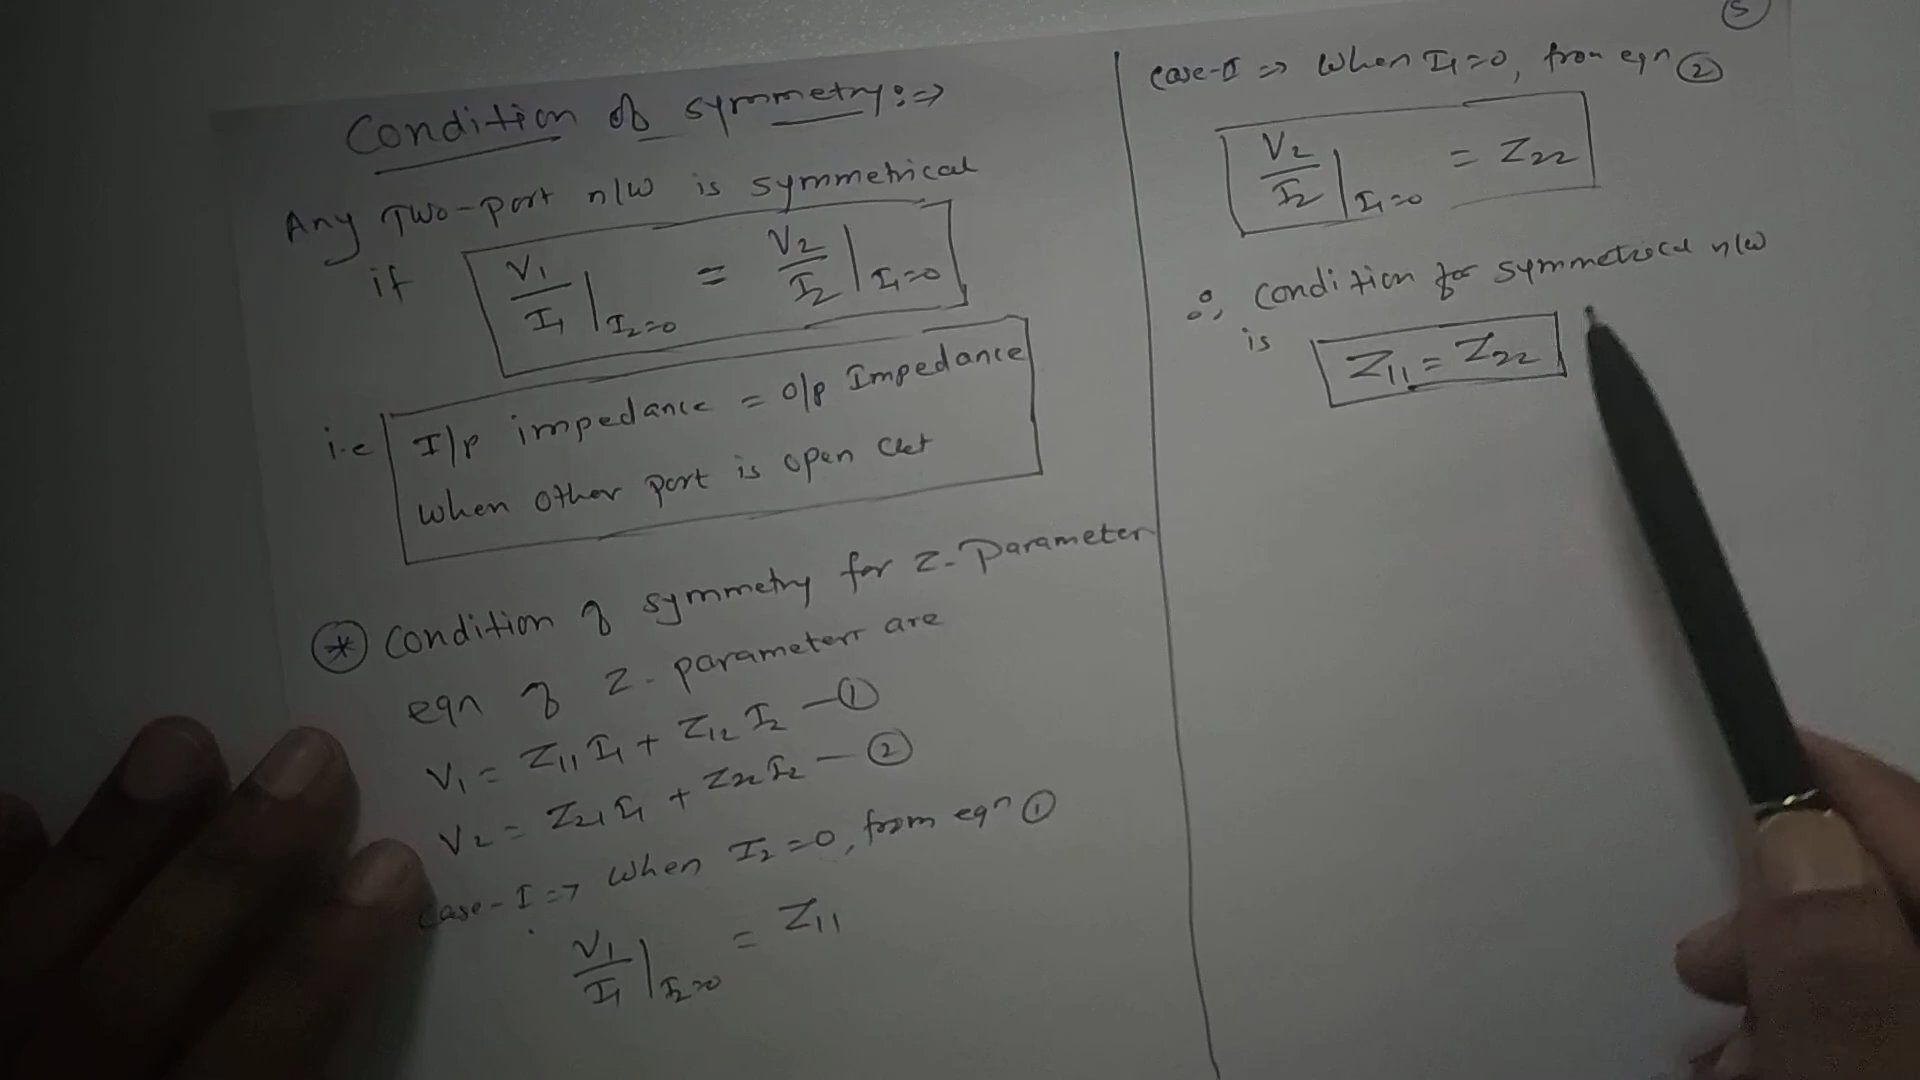 Condition of symmetry:⇒
Any Two-port n/w is symmetrical
if V1/I1 |I2=0 = V2/I2 |I1=0
i.e I/p impedance = o/p Impedance
when other port is open ckt
* Condition of symmetry for Z-Parameter
eqn of Z-parameters are
V1 = Z11 I1 + Z12 I2 — ①
V2 = Z21 I1 + Z22 I2 — ②
Case-I ⇒ when I2=0, from eqn ①
V1/I1 |I2=0 = Z11
5
case-II ⇒ When I1=0, from eqn ②
V2/I2 |I1=0 = Z22
∴, condition for symmetrical n/w
is Z11 = Z22